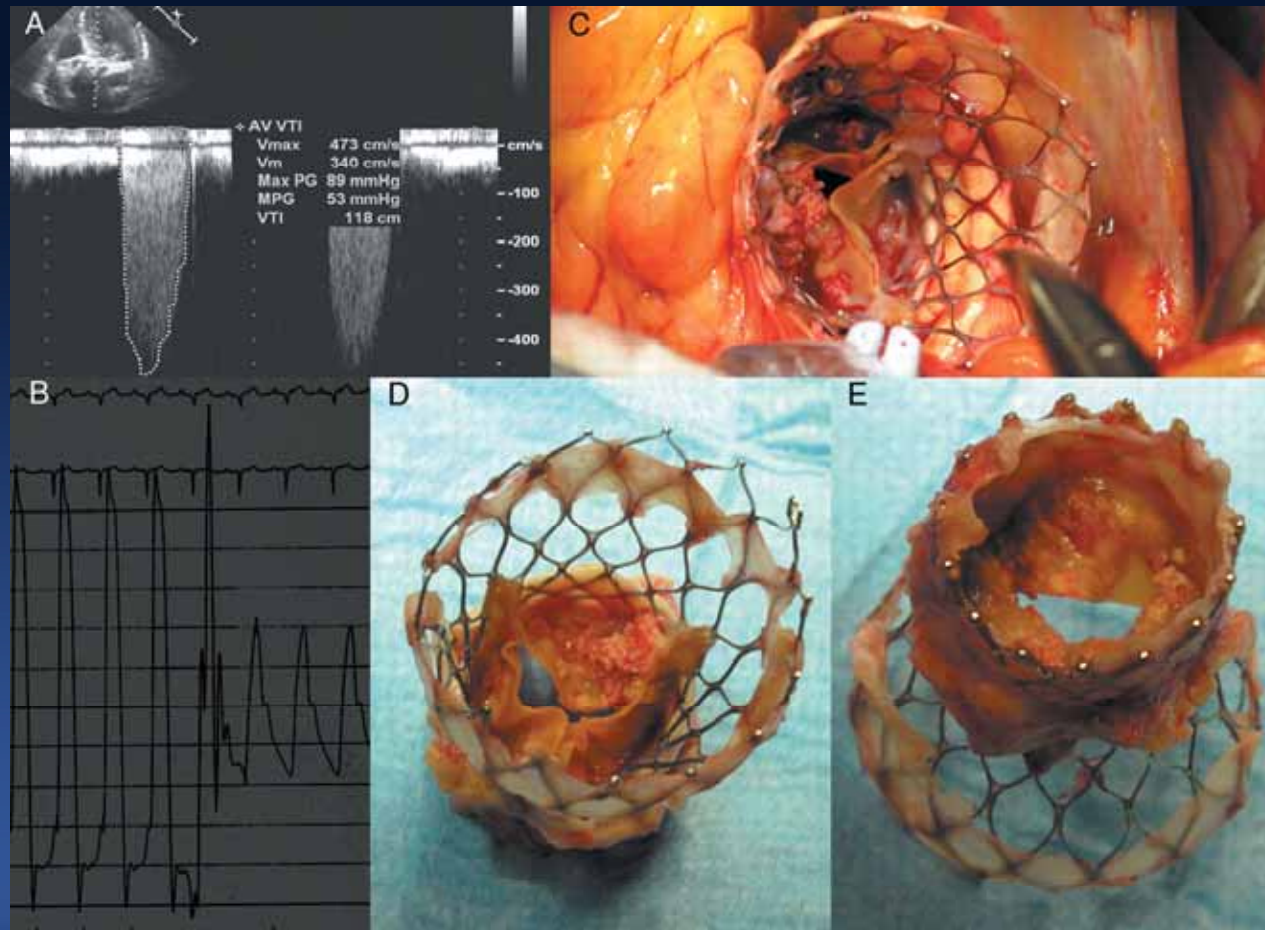 A
✧ AV VTI
Vmax 473 cm/s
Vm 340 cm/s
Max PG 89 mmHg
MPG 53 mmHg
VTI 118 cm
cm/s
-100
-200
-300
-400
B
C
D
E